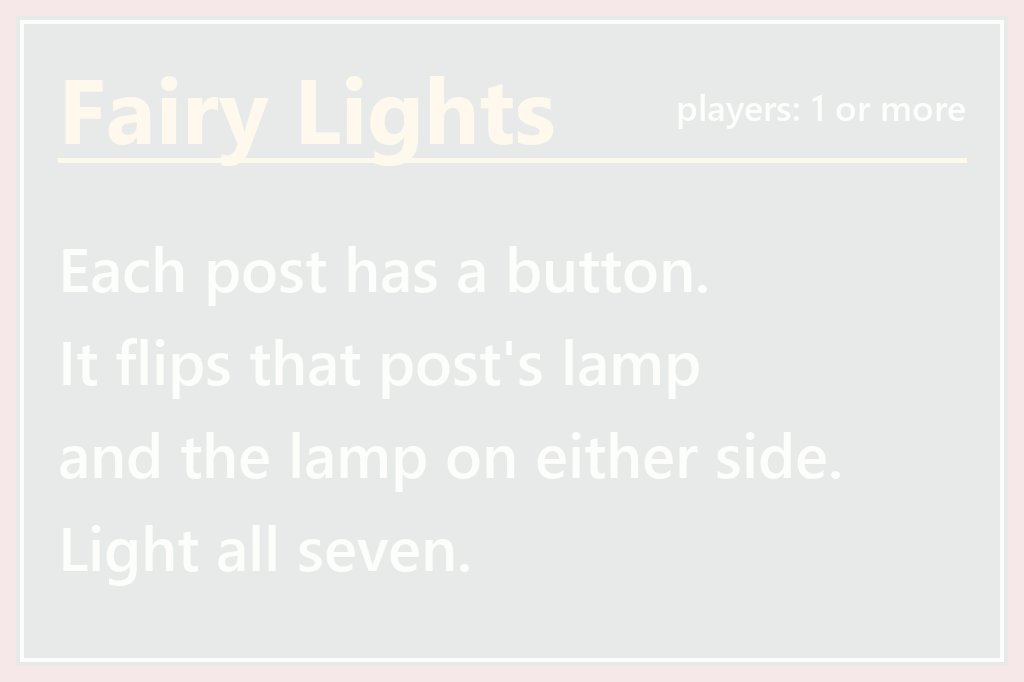 Fairy Lights
players: 1 or more
Each post has a button.
It flips that post's lamp
and the lamp on either side.
Light all seven.